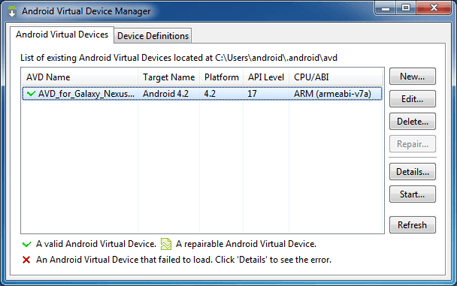 Android Virtual Device Manager
Android Virtual Devices Device Definitions
List of existing Android Virtual Devices located at C:\Users\android\.android\avd
AVD Name Target Name Platform API Level CPU/ABI
AVD_for_Galaxy_Nexus... Android 4.2 4.2 17 ARM (armeabi-v7a)
New...
Edit...
Delete...
Repair...
Details...
Start...
Refresh
A valid Android Virtual Device. A repairable Android Virtual Device.
An Android Virtual Device that failed to load. Click 'Details' to see the error.